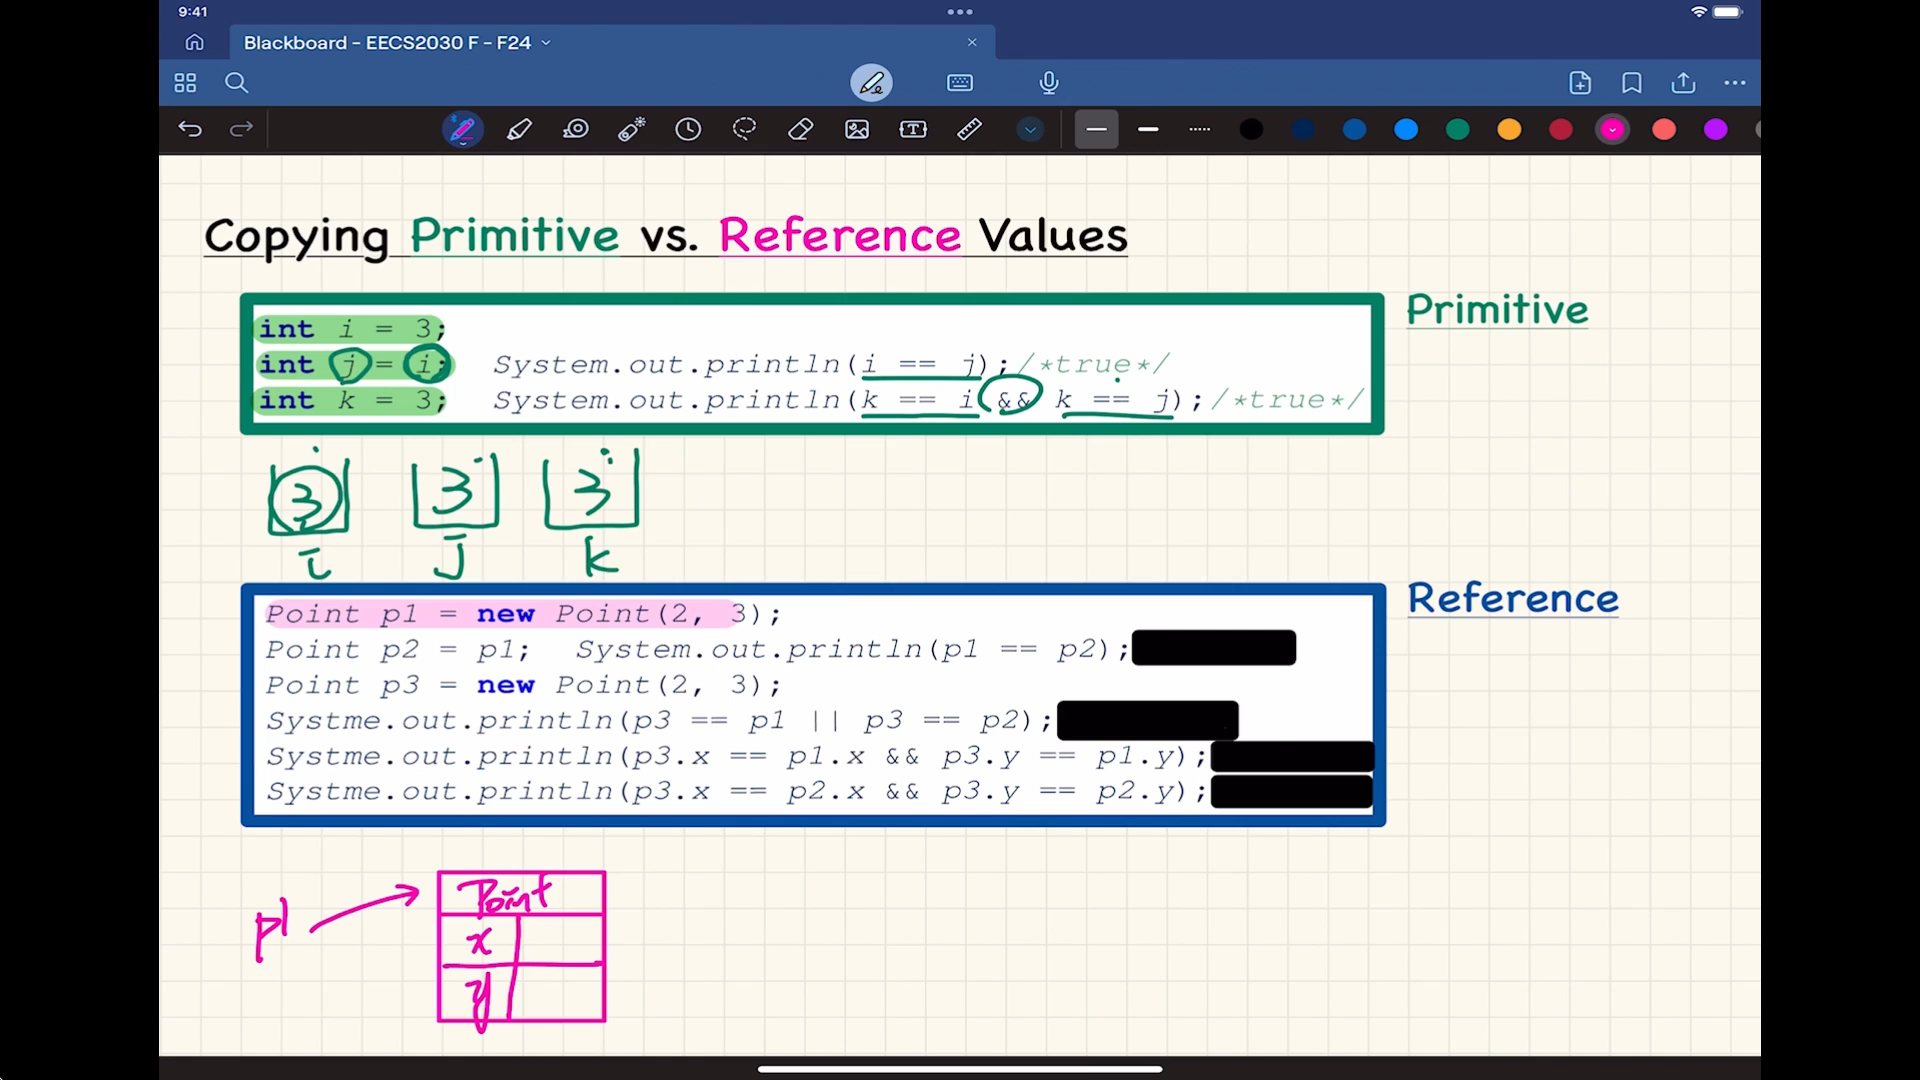 9:41
Blackboard - EECS2030 F - F24
Copying Primitive vs. Reference Values
Primitive
int i = 3;
int j = i; System.out.println(i == j);/*true*/
int k = 3; System.out.println(k == i && k == j);/*true*/
3 3 3
i j k
Reference
Point p1 = new Point(2, 3);
Point p2 = p1; System.out.println(p1 == p2);
Point p3 = new Point(2, 3);
Systme.out.println(p3 == p1 || p3 == p2);
Systme.out.println(p3.x == p1.x && p3.y == p1.y);
Systme.out.println(p3.x == p2.x && p3.y == p2.y);
Point
p1
x
y